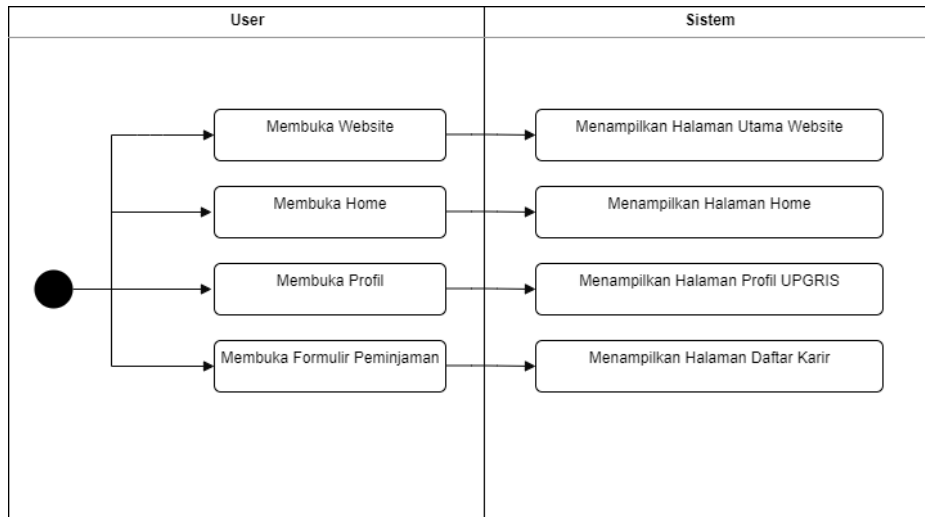 User
Sistem
Membuka Website
Menampilkan Halaman Utama Website
Membuka Home
Menampilkan Halaman Home
Membuka Profil
Menampilkan Halaman Profil UPGRIS
Membuka Formulir Peminjaman
Menampilkan Halaman Daftar Karir